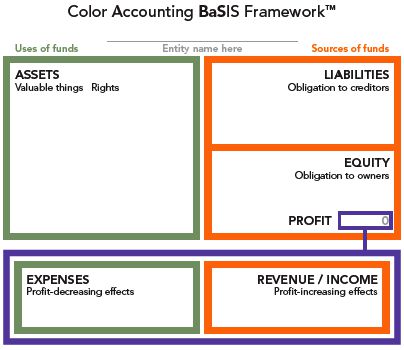 Color Accounting BaSIS Framework™
Uses of funds Entity name here Sources of funds
ASSETS
Valuable things Rights
LIABILITIES
Obligation to creditors
EQUITY
Obligation to owners
PROFIT 0
EXPENSES
Profit-decreasing effects
REVENUE / INCOME
Profit-increasing effects